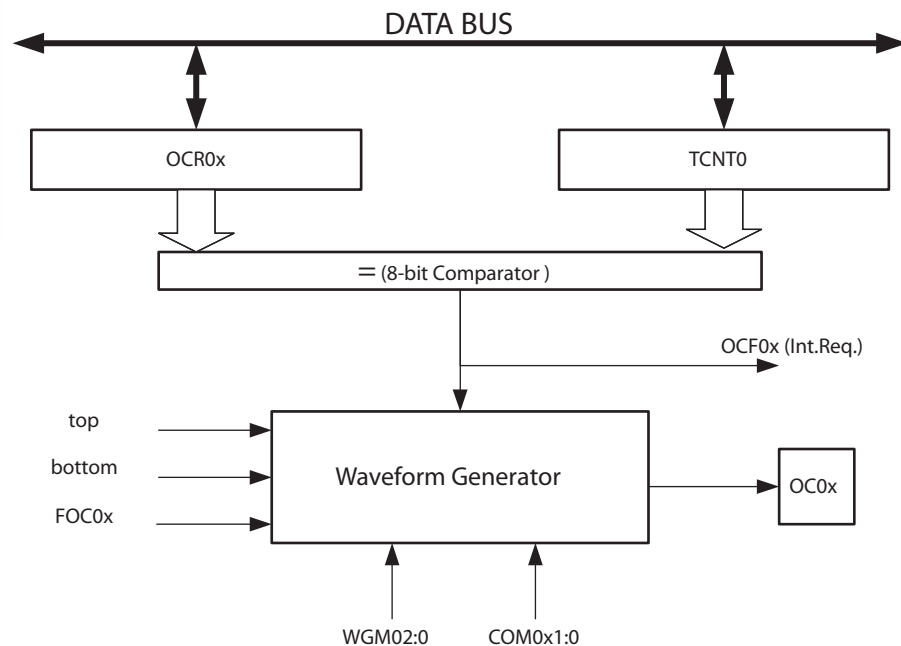 DATA BUS
OCR0x
TCNT0
= (8-bit Comparator )
OCF0x (Int.Req.)
top
bottom
FOC0x
Waveform Generator
OC0x
WGM02:0
COM0x1:0